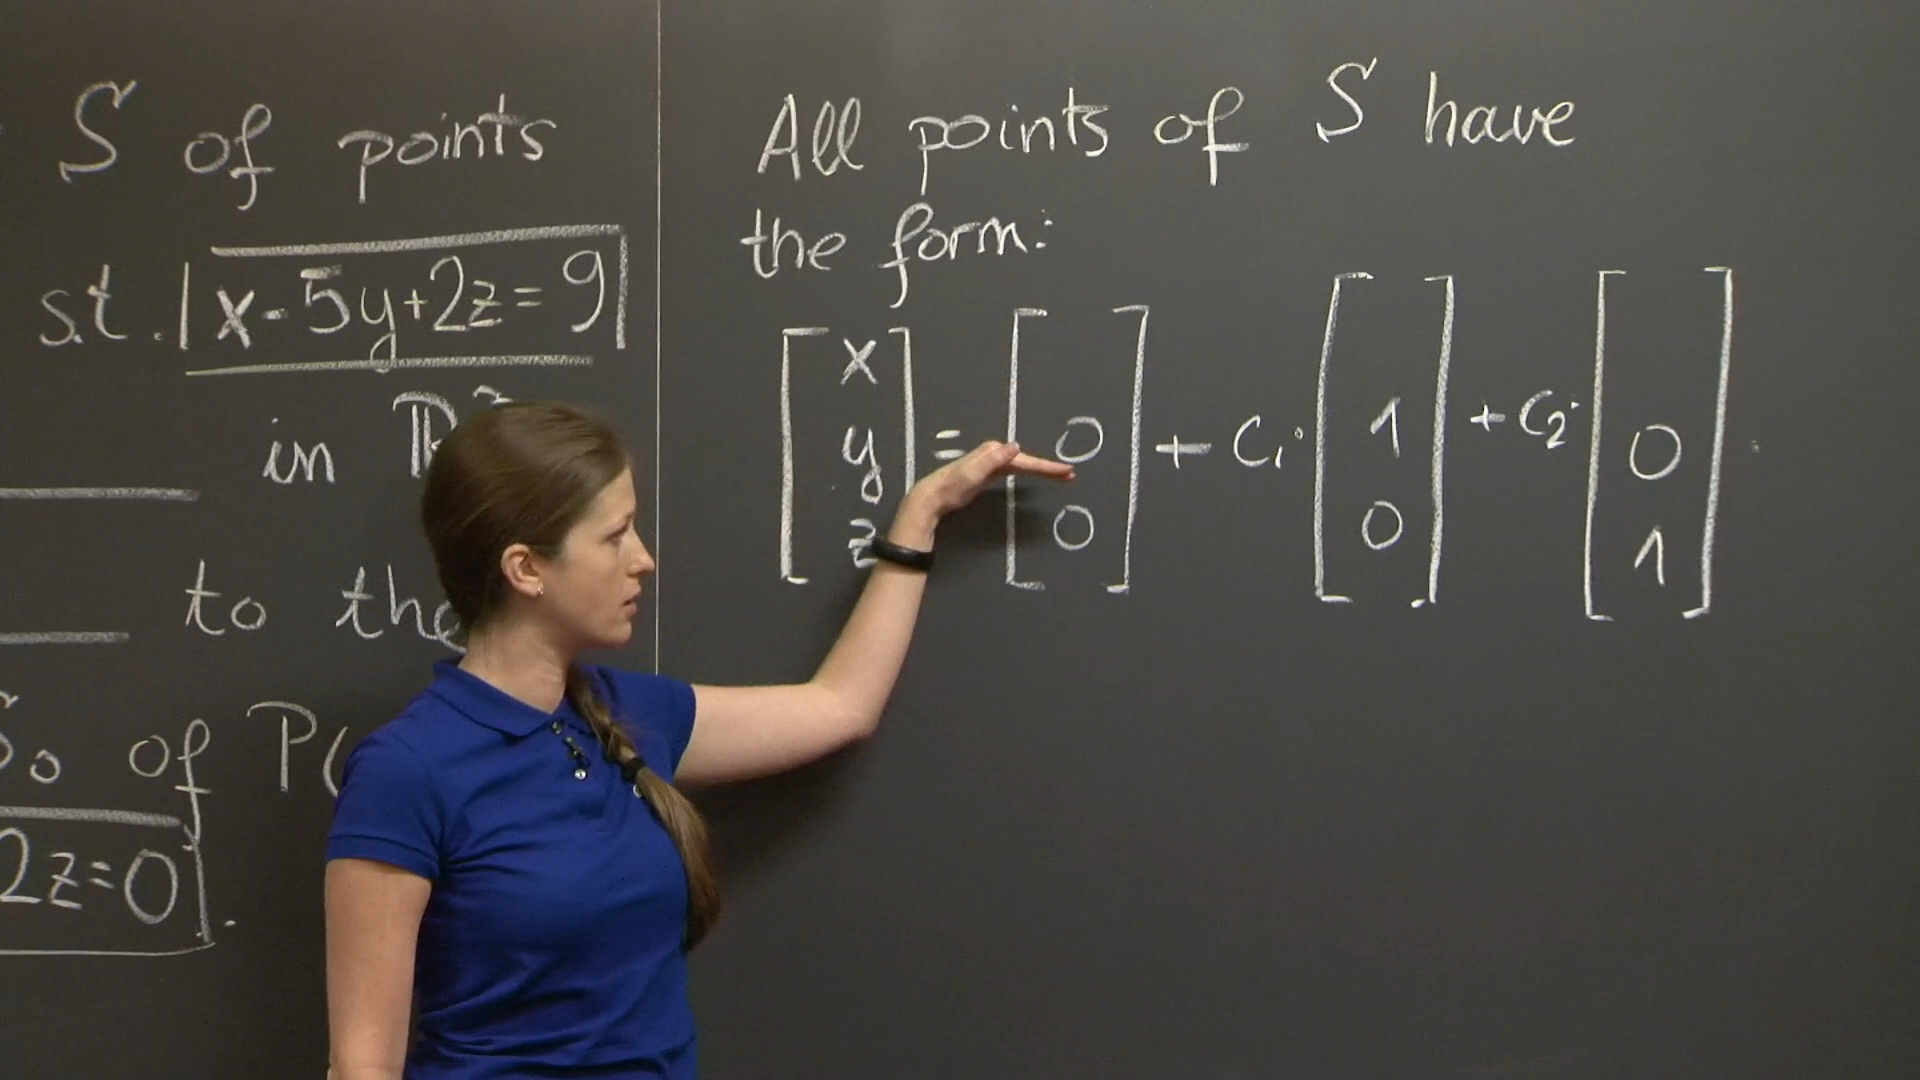 S of points
s.t. x-5y+2z=9
in
to the
of P(
2z=0.
All points of S have
the form:
[x y z] = [0 0] + C₁·[1 0] + C₂·[0 1].